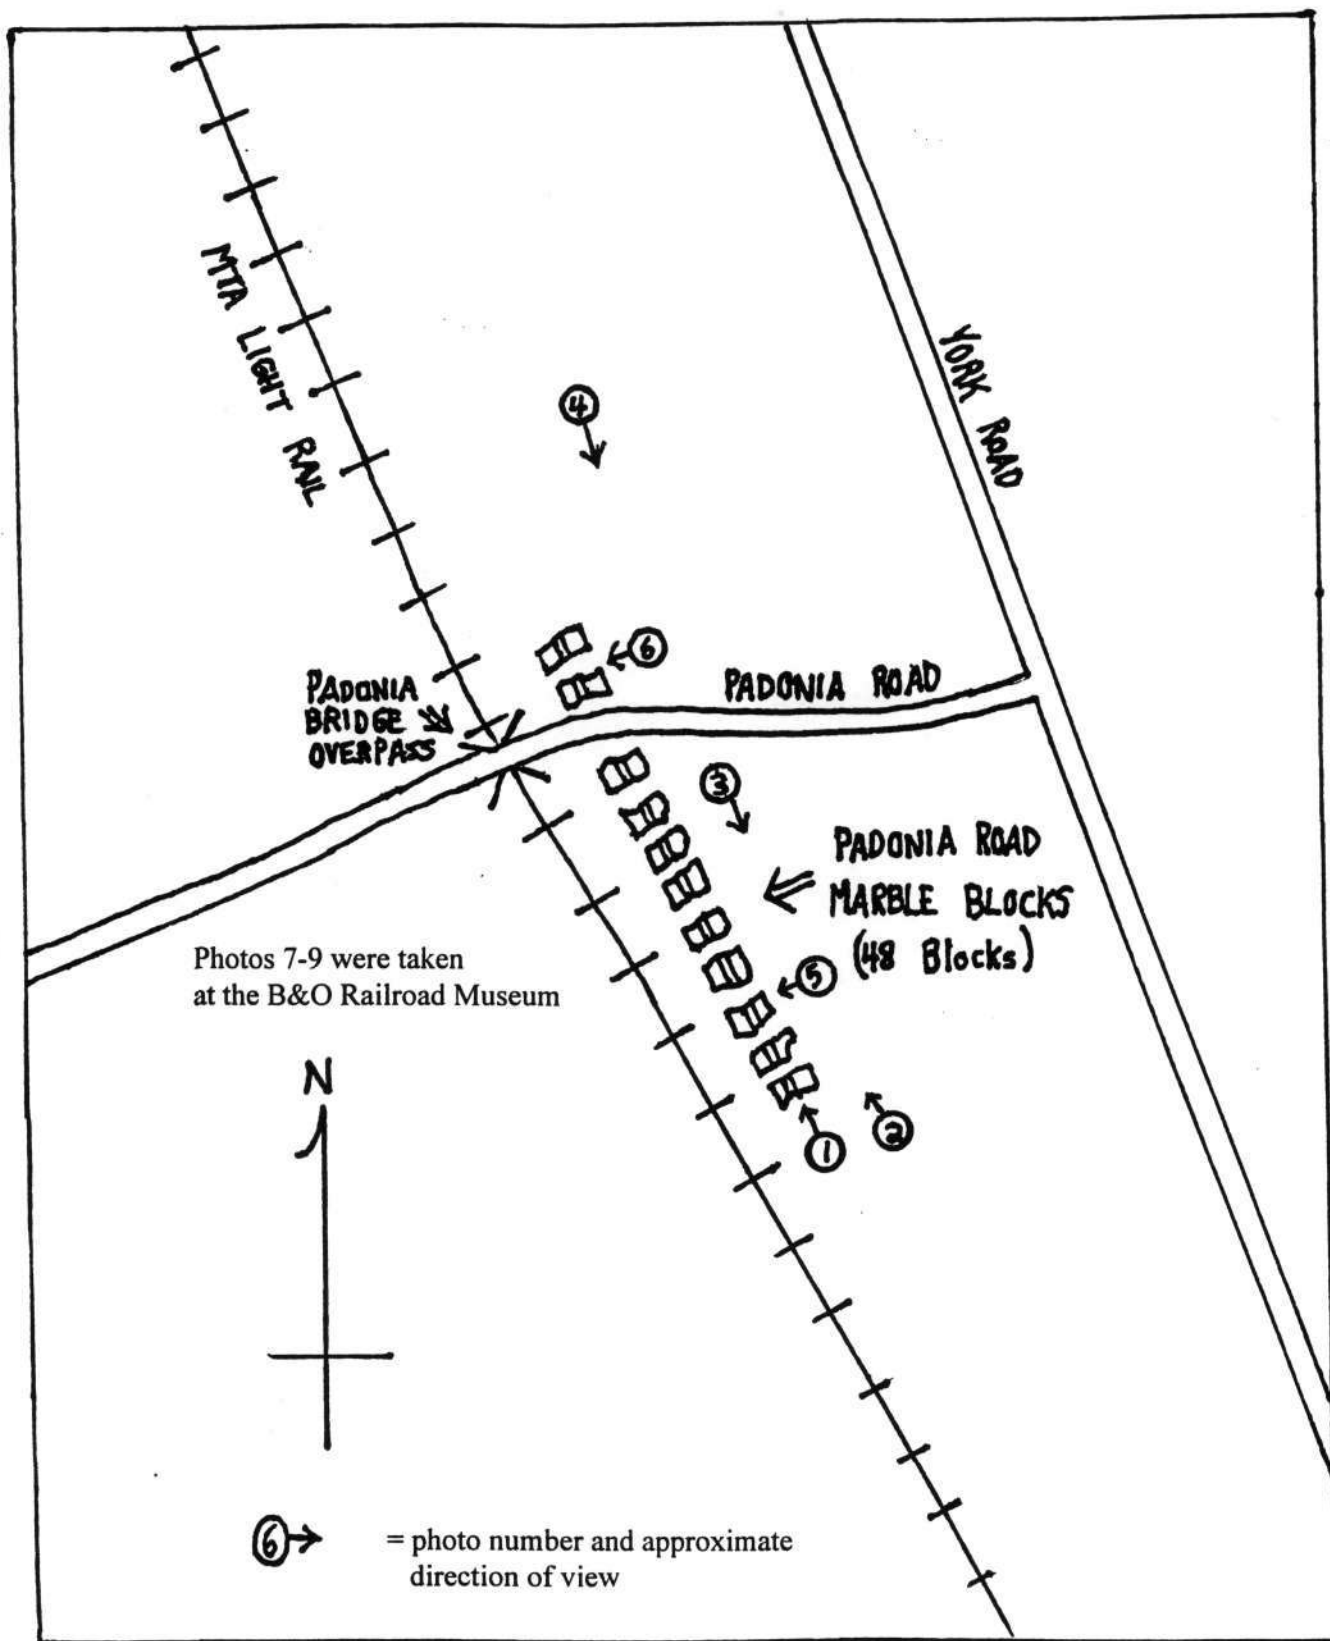 MTA LIGHT RAIL
YORK ROAD
4
6
PADONIA
BRIDGE
OVERPASS
PADONIA ROAD
3
PADONIA ROAD
MARBLE BLOCKS
(48 Blocks)
Photos 7-9 were taken
at the B&O Railroad Museum
5
N
1
2
6
= photo number and approximate
direction of view